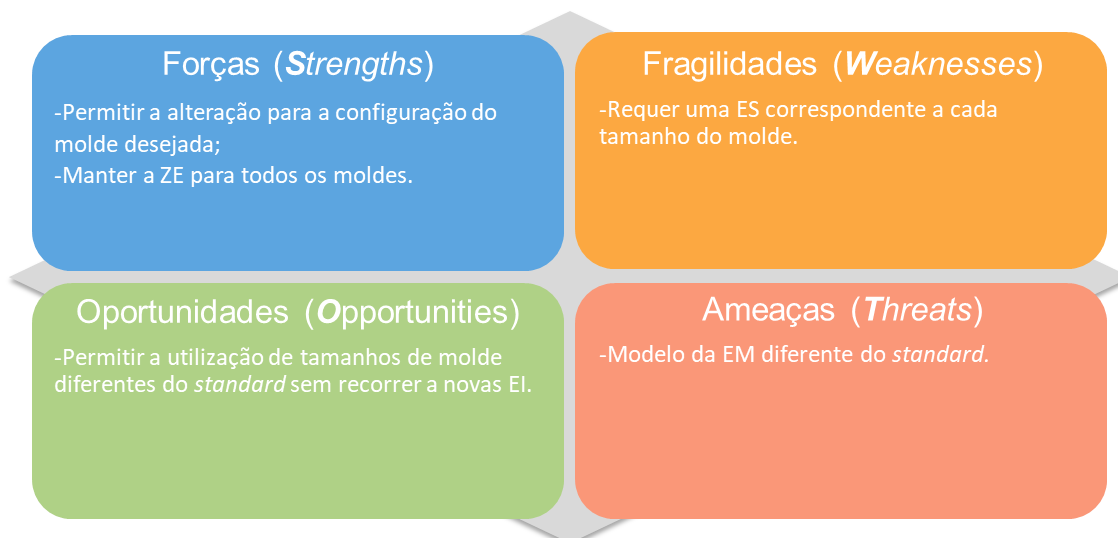 Forças (Strengths)
-Permitir a alteração para a configuração do
molde desejada;
-Manter a ZE para todos os moldes.
Fragilidades (Weaknesses)
-Requer uma ES correspondente a cada
tamanho do molde.
Oportunidades (Opportunities)
-Permitir a utilização de tamanhos de molde
diferentes do standard sem recorrer a novas EI.
Ameaças (Threats)
-Modelo da EM diferente do standard.